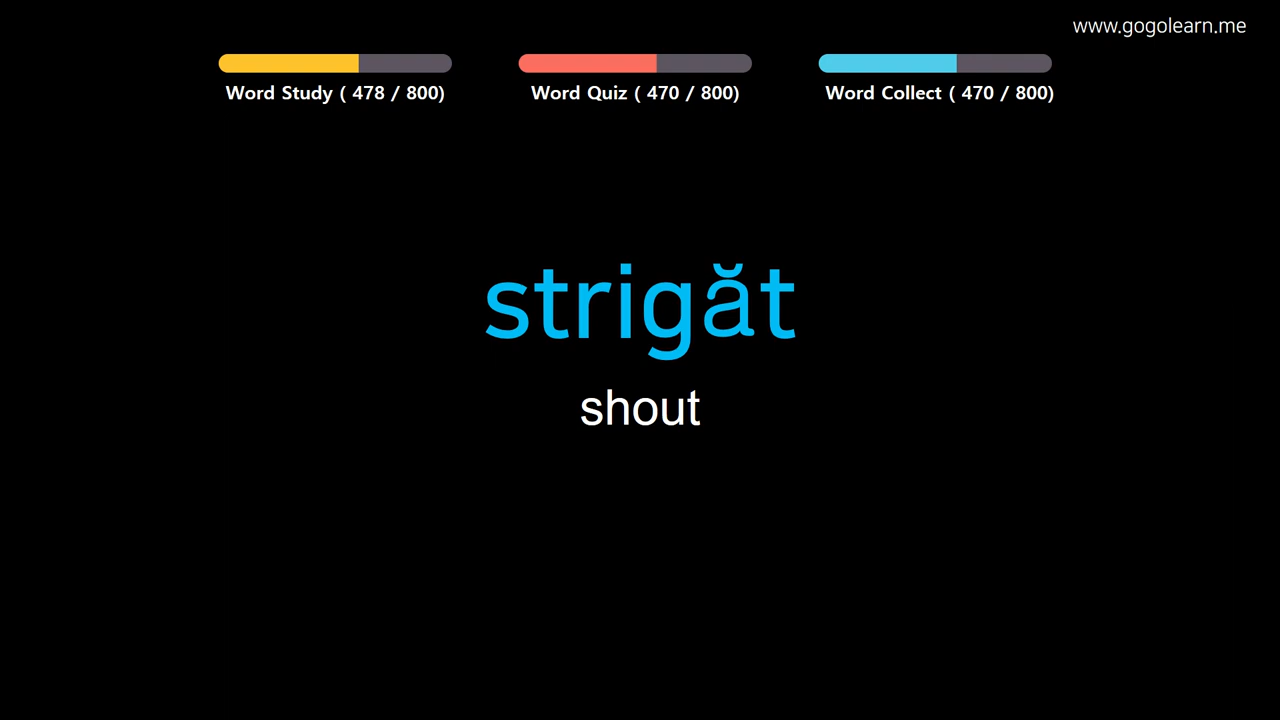 www.gogolearn.me
Word Study ( 478 / 800)
Word Quiz ( 470 / 800)
Word Collect ( 470 / 800)
strigăt
shout